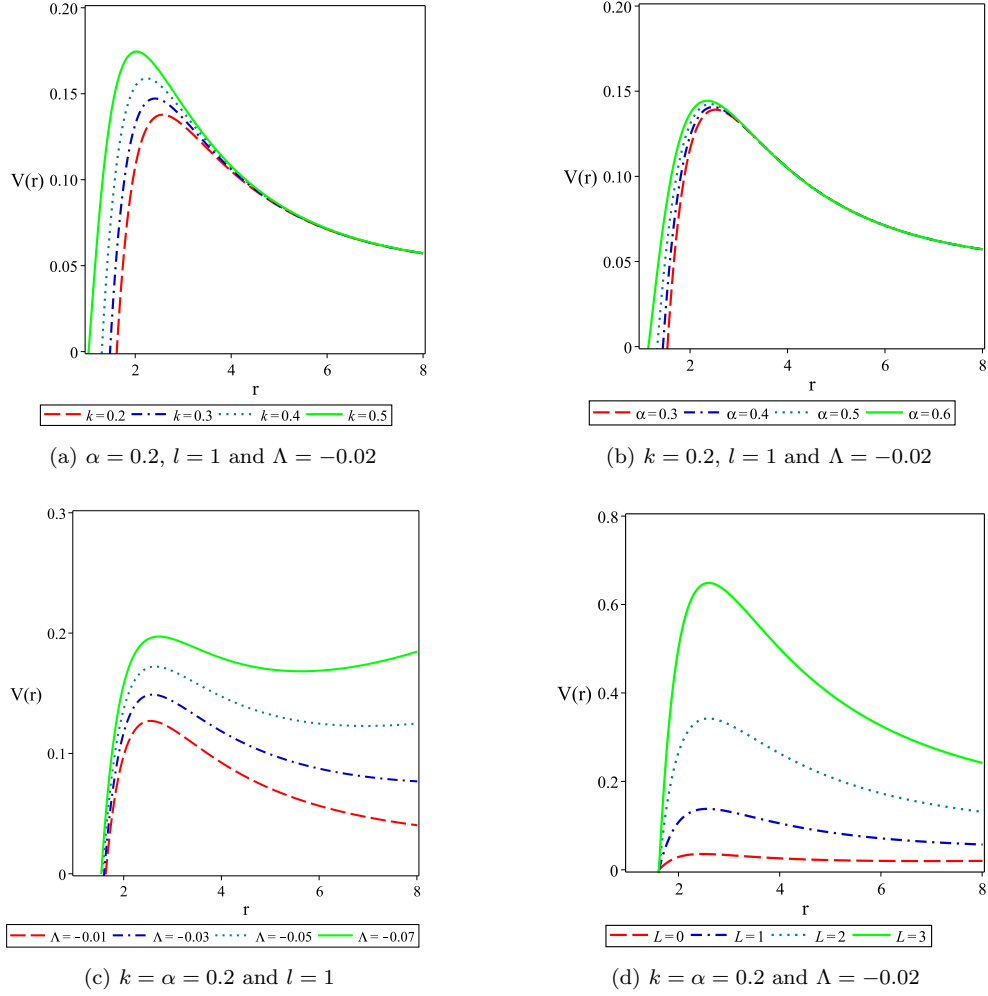 0.20
0.15
V(r)
0.10
0.05
0
2
4
6
8
r
k=0.2
k=0.3
k=0.4
k=0.5
(a) α = 0.2, l = 1 and Λ = −0.02
0.20
0.15
V(r)
0.10
0.05
0
2
4
6
8
r
α=0.3
α=0.4
α=0.5
α=0.6
(b) k = 0.2, l = 1 and Λ = −0.02
0.3
0.2
V(r)
0.1
0
2
4
6
8
r
Λ=−0.01
Λ=−0.03
Λ=−0.05
Λ=−0.07
(c) k = α = 0.2 and l = 1
0.8
0.6
V(r)
0.4
0.2
0
2
4
6
8
r
L=0
L=1
L=2
L=3
(d) k = α = 0.2 and Λ = −0.02